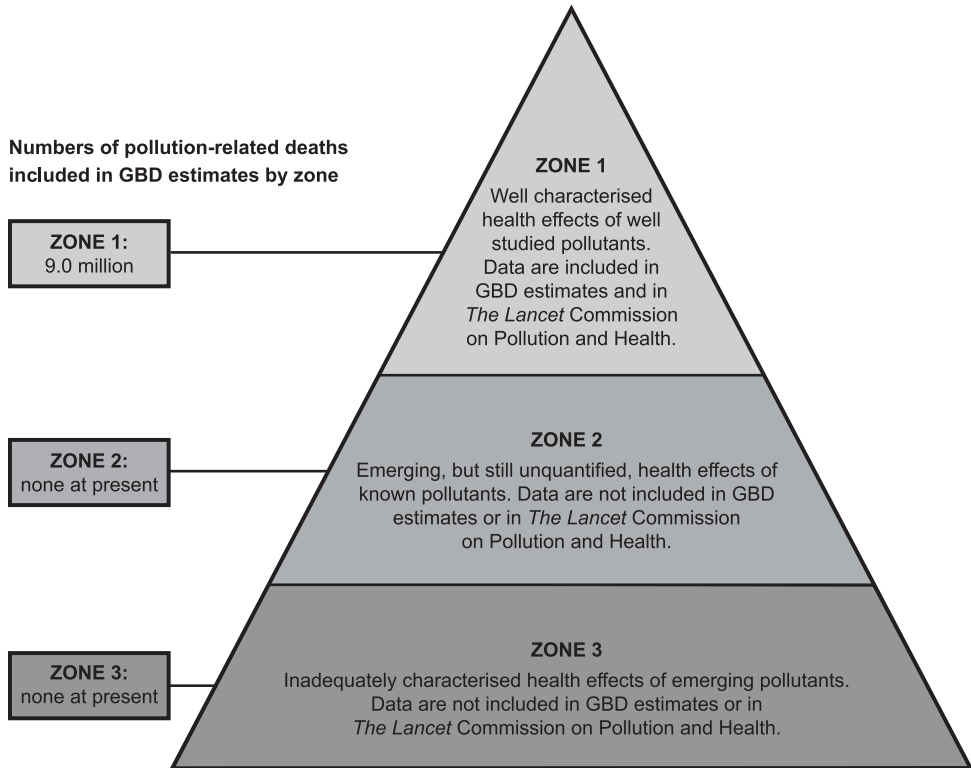 Numbers of pollution-related deaths
included in GBD estimates by zone
ZONE 1:
9.0 million
ZONE 2:
none at present
ZONE 3:
none at present
ZONE 1
Well characterised
health effects of well
studied pollutants.
Data are included in
GBD estimates and in
The Lancet Commission
on Pollution and Health.
ZONE 2
Emerging, but still unquantified, health effects of
known pollutants. Data are not included in GBD
estimates or in The Lancet Commission
on Pollution and Health.
ZONE 3
Inadequately characterised health effects of emerging pollutants.
Data are not included in GBD estimates or in
The Lancet Commission on Pollution and Health.